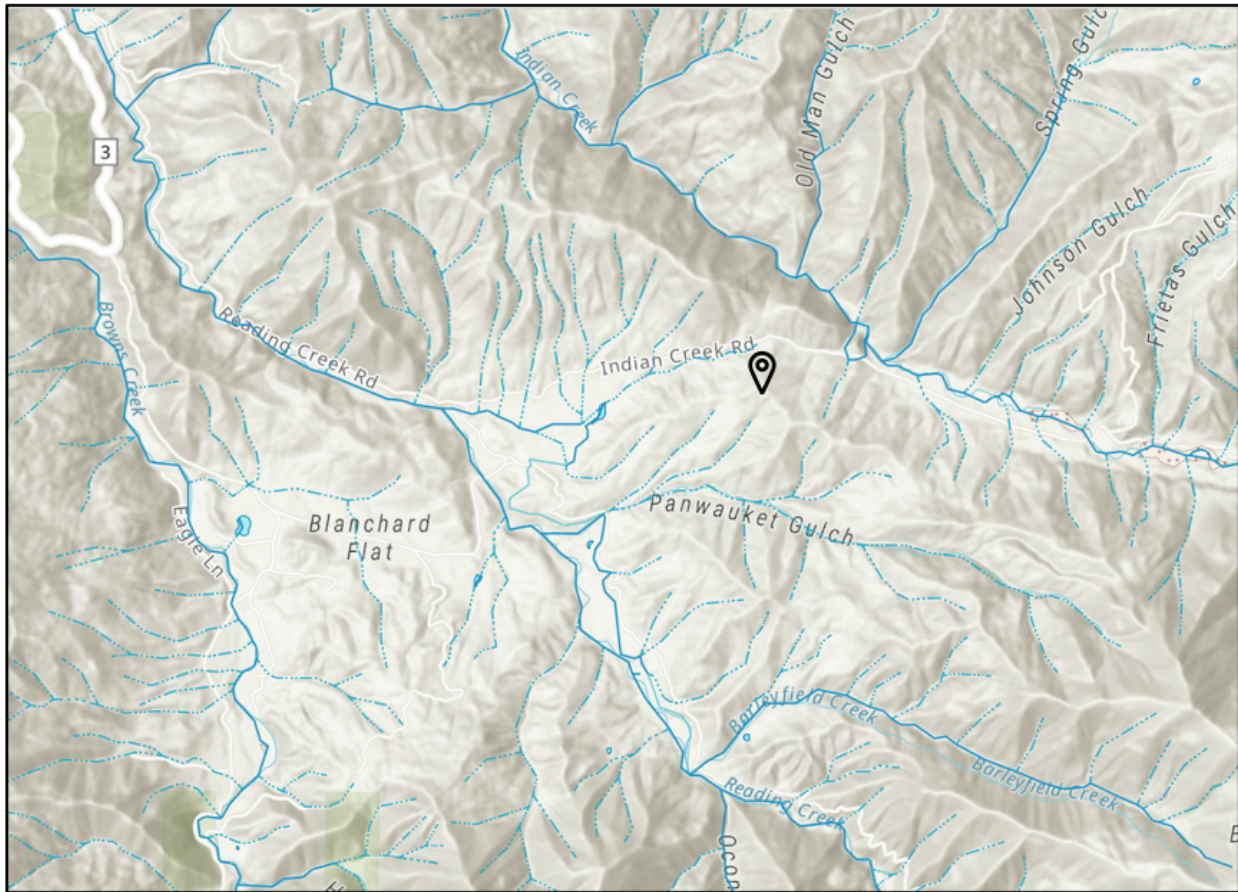 Indian Creek
Old Man Gulch
Spring Gulch
3
Johnson Gulch
Frietas Gulch
Reading Creek Rd
Indian Creek Rd
Browns Creek
Eagle Ln
Blanchard
Flat
Panwauket Gulch
Barleyfield Creek
Barleyfield Creek
Reading Creek